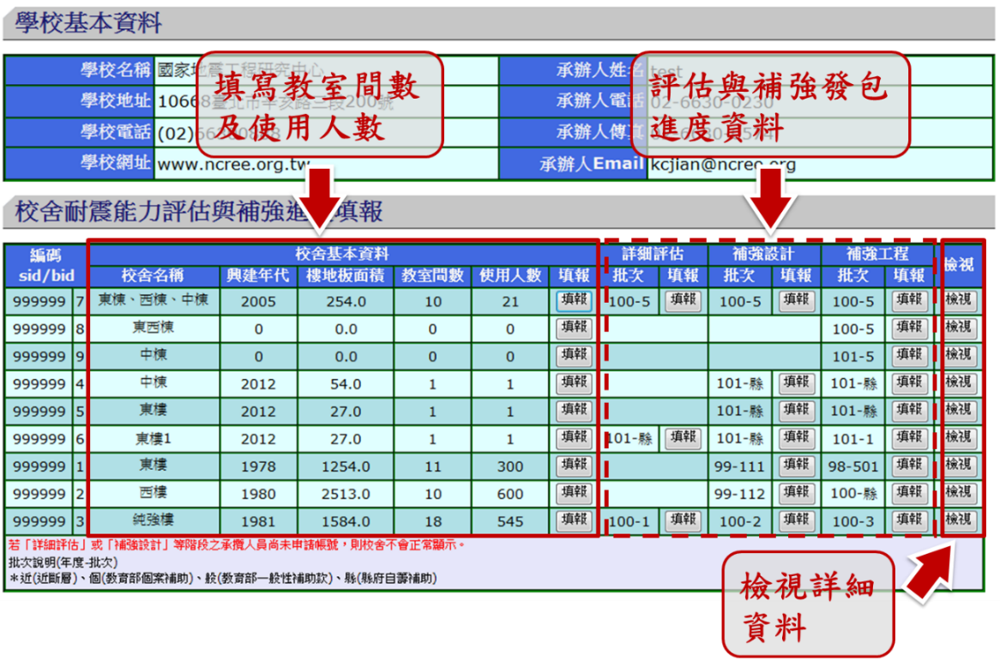 學校基本資料
學校名稱 國家地震工程研究中心 承辦人姓名 test
學校地址 10668臺北市辛亥路三段200號 承辦人電話 02-6630-0230
學校電話 (02) 承辦人傳真
學校網址 www.ncree.org.tw 承辦人Email kcjian@ncree.org
填寫教室間數
及使用人數
評估與補強發包
進度資料
校舍耐震能力評估與補強進度填報
編碼 校舍基本資料 詳細評估 補強設計 補強工程 檢視
sid/bid 校舍名稱 興建年代 樓地板面積 教室間數 使用人數 填報 批次 填報 批次 填報 批次 填報
999999 7 東棟、西棟、中棟 2005 254.0 10 21 填報 100-5 填報 100-5 填報 100-5 填報 檢視
999999 8 東西棟 0 0.0 0 0 填報 100-5 填報 檢視
999999 9 中棟 0 0.0 0 0 填報 101-5 填報 檢視
999999 4 中棟 2012 54.0 1 1 填報 101-縣 填報 101-縣 填報 檢視
999999 5 東樓 2012 27.0 1 1 填報 101-縣 填報 101-縣 填報 檢視
999999 6 東樓1 2012 27.0 1 1 填報 101-縣 填報 101-縣 填報 101-1 填報 檢視
999999 1 東樓 1978 1254.0 11 300 填報 99-111 填報 98-501 填報 檢視
999999 2 西樓 1980 2513.0 10 600 填報 99-112 填報 100-縣 填報 檢視
999999 3 純強樓 1981 1584.0 18 545 填報 100-1 填報 100-2 填報 100-3 填報 檢視
若「詳細評估」或「補強設計」等階段之承攬人員尚未申請帳號，則校舍不會正常顯示。
批次說明(年度-批次)
＊近(近斷層)、個(教育部個案補助)、般(教育部一般性補助款)、縣(縣府自籌補助)
檢視詳細
資料